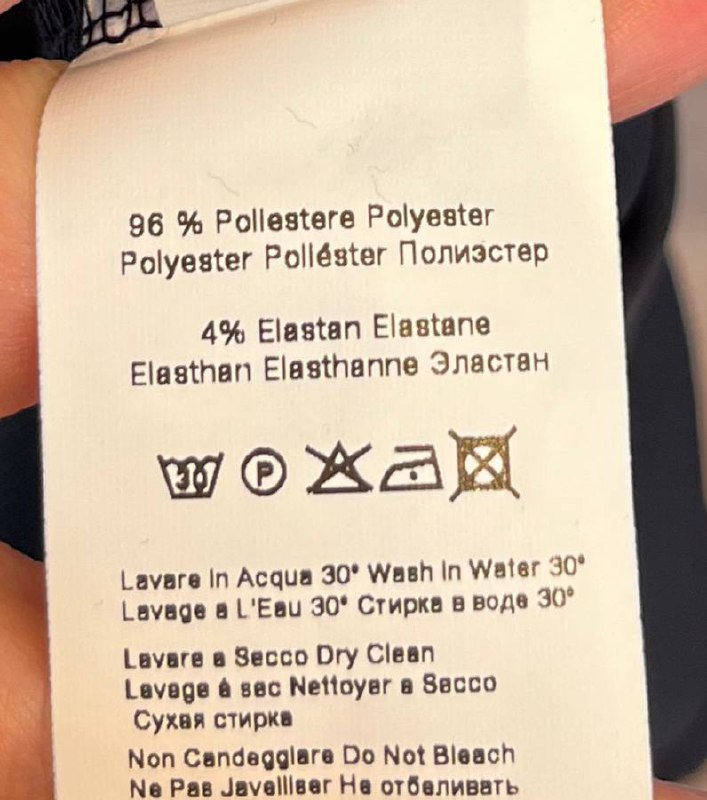 96 % Poliestere Polyester
Polyester Poliéster Полиэстер
4% Elastan Elastane
Elasthan Elasthanne Эластан
30 P
Lavare In Acqua 30° Wash In Water 30°
Lavage a L'Eau 30° Стирка в воде 30°
Lavare a Secco Dry Clean
Lavage á sec Nettoyar a Sacco
Сухая стирка
Non Candeggiare Do Not Bleach
Ne Pas Javelliser Не отбеливать